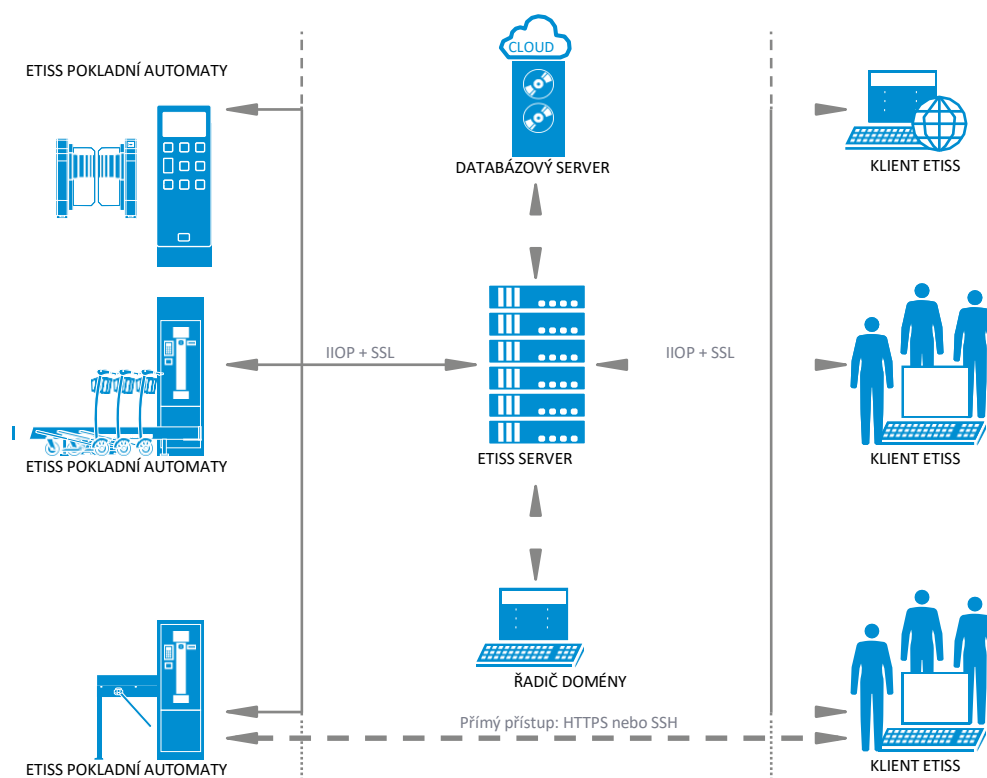 CLOUD
ETISS POKLADNÍ AUTOMATY
DATABÁZOVÝ SERVER
KLIENT ETISS
IIOP + SSL
IIOP + SSL
ETISS POKLADNÍ AUTOMATY
ETISS SERVER
KLIENT ETISS
ŘADIČ DOMÉNY
Přímý přístup: HTTPS nebo SSH
ETISS POKLADNÍ AUTOMATY
KLIENT ETISS